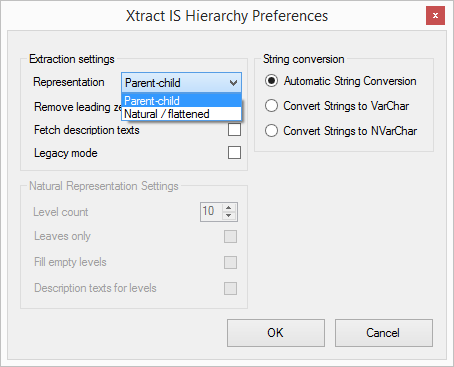 Xtract IS Hierarchy Preferences
x
Extraction settings
Representation
Parent-child
Parent-child
Natural / flattened
Remove leading ze
Fetch description texts
Legacy mode
String conversion
Automatic String Conversion
Convert Strings to VarChar
Convert Strings to NVarChar
Natural Representation Settings
Level count
10
Leaves only
Fill empty levels
Description texts for levels
OK
Cancel